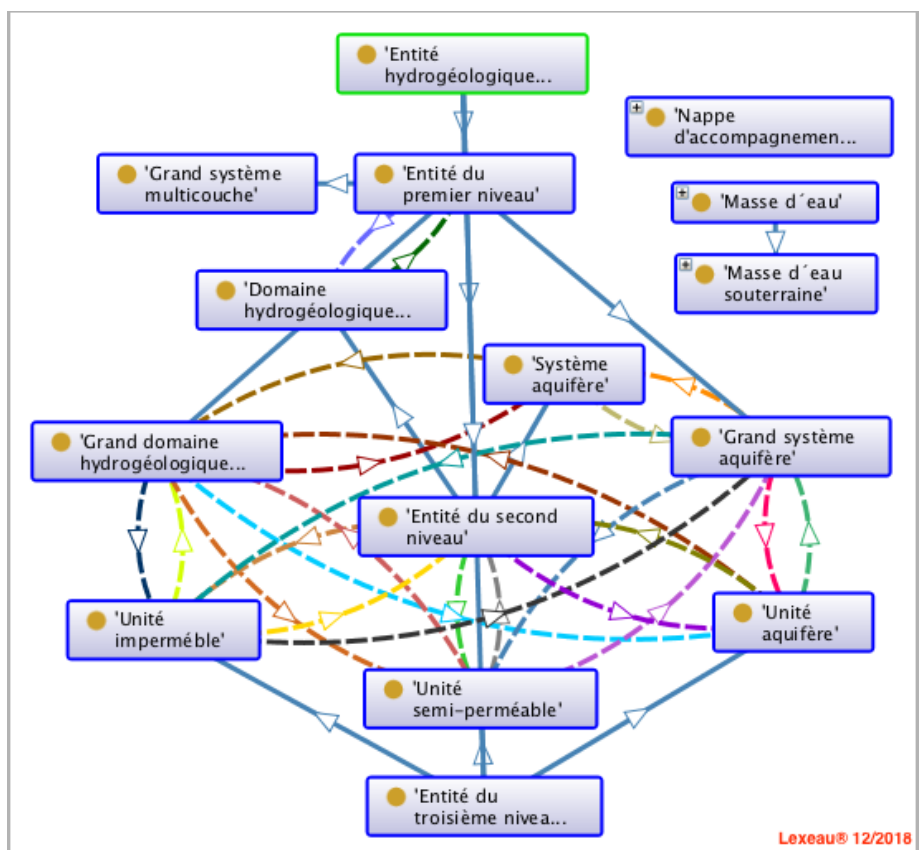 'Entité
hydrogéologique...
'Nappe
d'accompagnemen...
'Grand système
multicouche'
'Entité du
premier niveau'
'Masse d´eau'
'Masse d´eau
souterraine'
'Domaine
hydrogéologique...
'Système
aquifère'
'Grand domaine
hydrogéologique...
'Grand système
aquifère'
'Entité du second
niveau'
'Unité
imperméble'
'Unité
aquifère'
'Unité
semi-perméable'
'Entité du
troisième nivea...
Lexeau® 12/2018